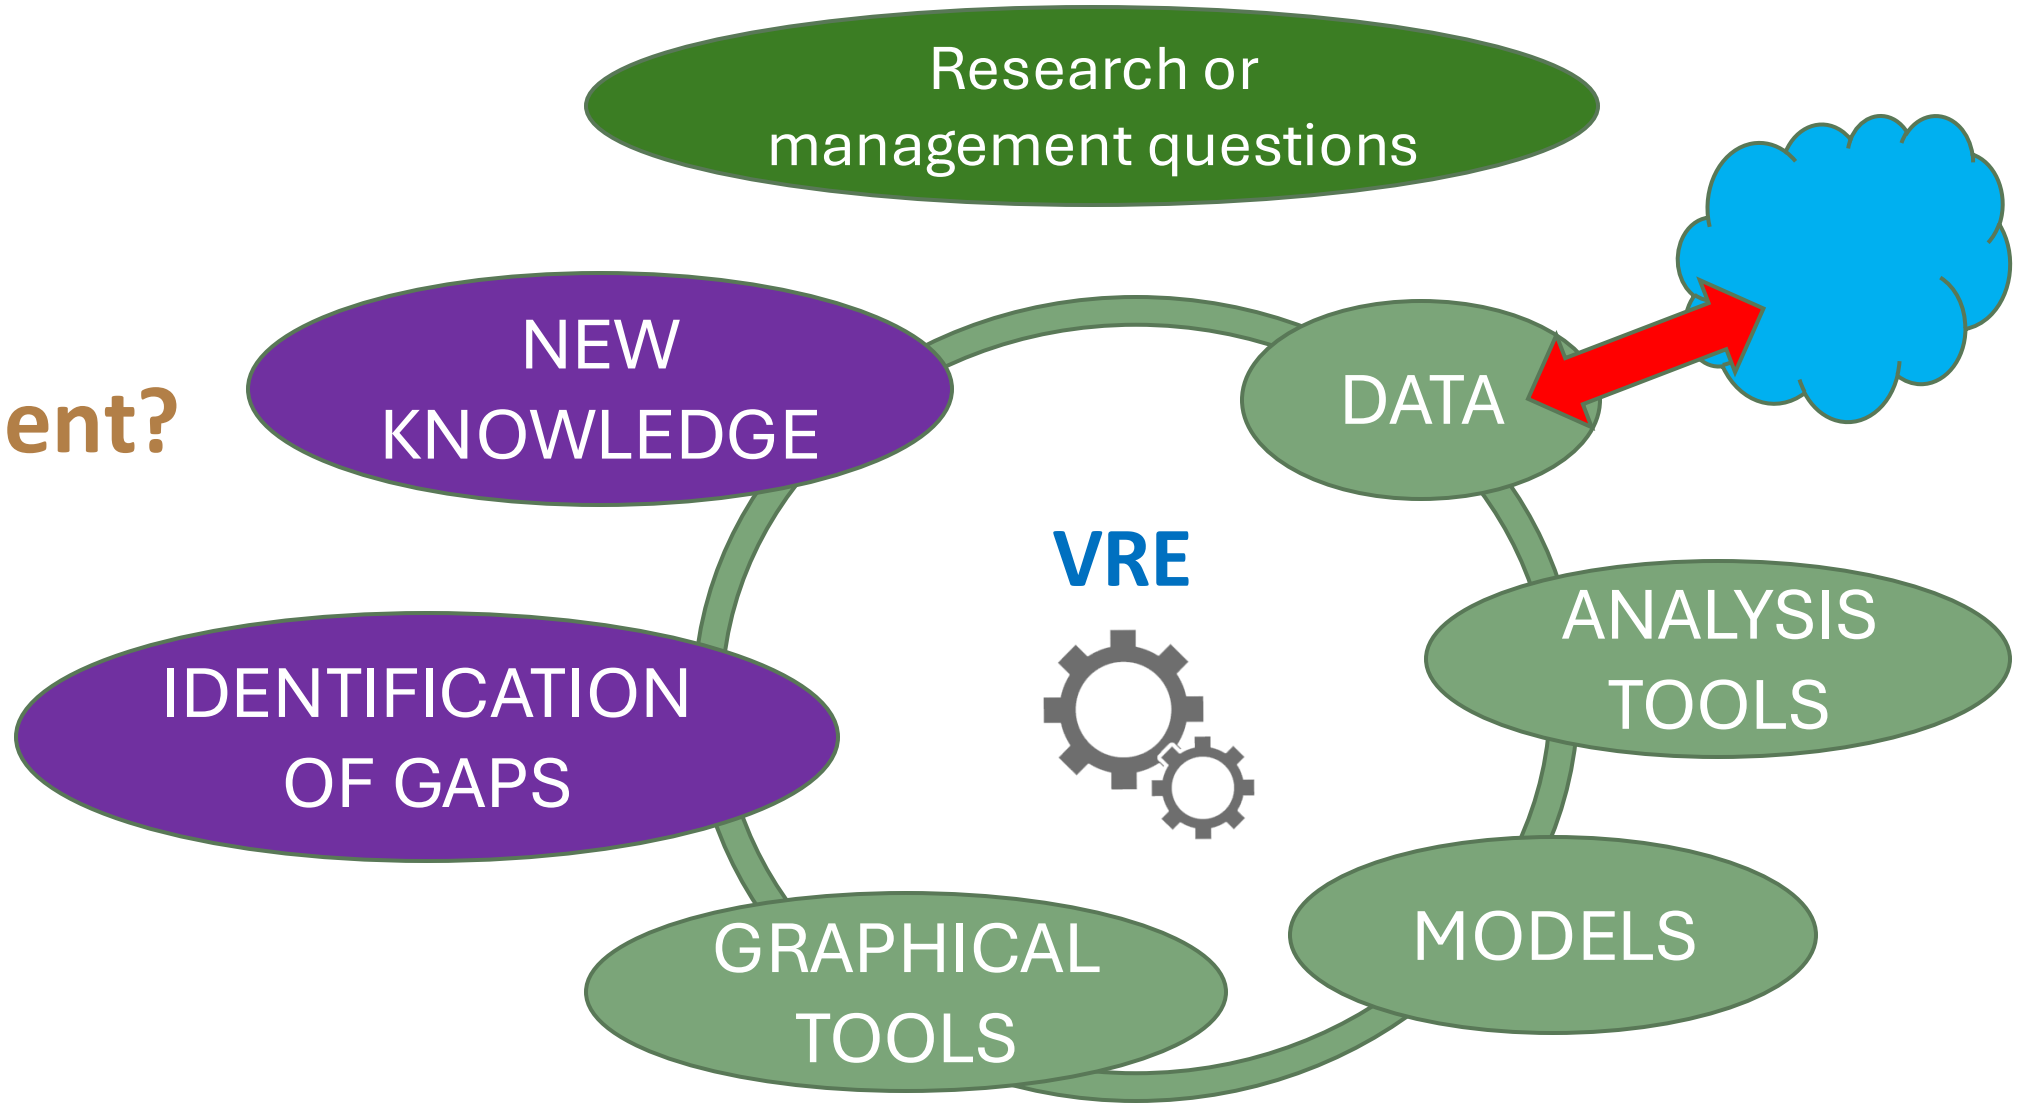 Research or
management questions
NEW
KNOWLEDGE
ent?
DATA
VRE
ANALYSIS
TOOLS
IDENTIFICATION
OF GAPS
MODELS
GRAPHICAL
TOOLS